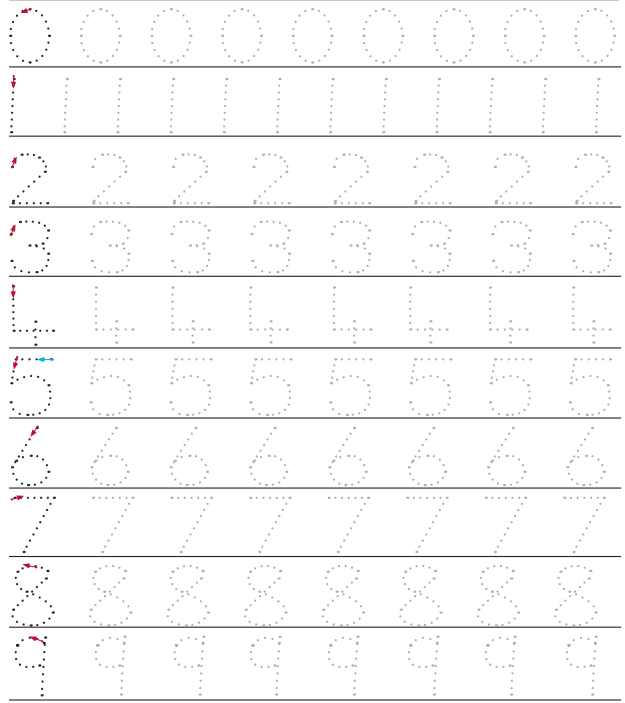 0 0 0 0 0 0 0 0 0
1 1 1 1 1 1 1 1 1 1 1 1
2 2 2 2 2 2 2 2
3 3 3 3 3 3 3 3
4 4 4 4 4 4 4 4
5 5 5 5 5 5 5 5
6 6 6 6 6 6 6 6
7 7 7 7 7 7 7 7
8 8 8 8 8 8 8 8
9 9 9 9 9 9 9 9